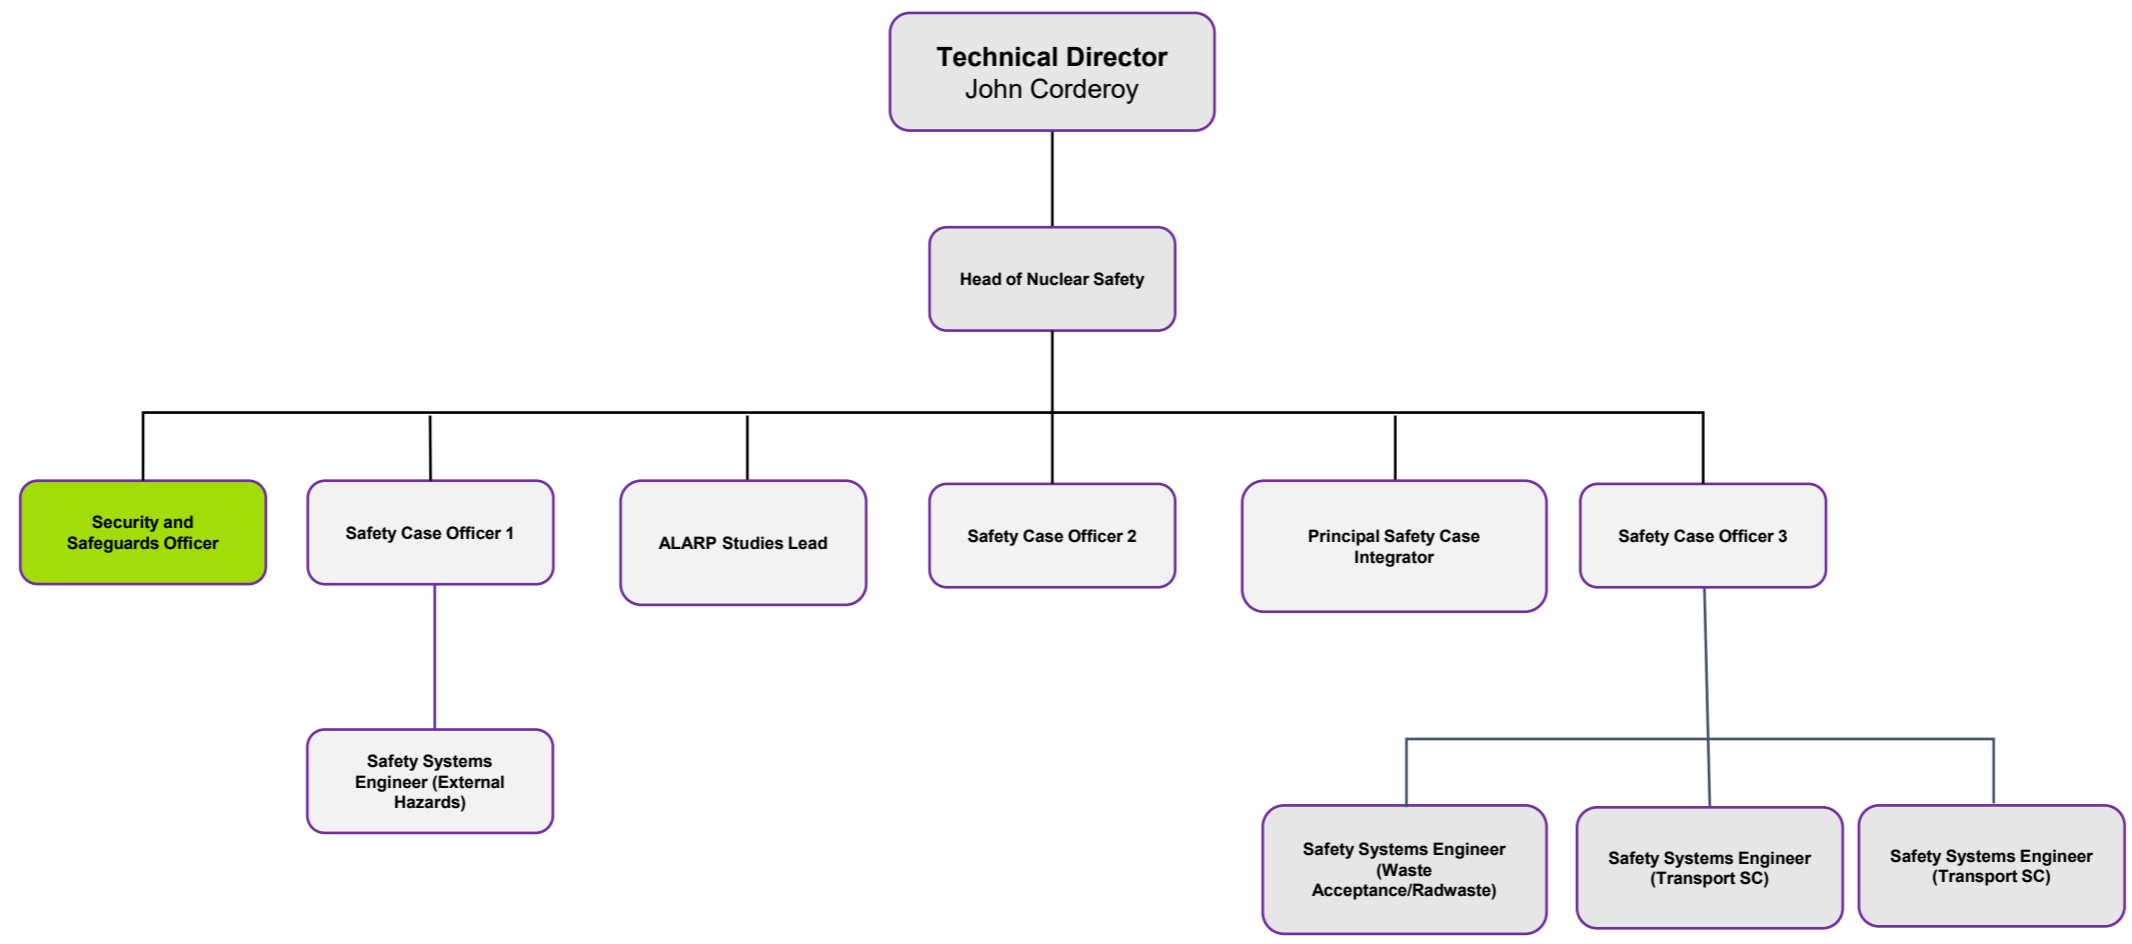 Technical Director
John Corderoy
Head of Nuclear Safety
Security and
Safeguards Officer
Safety Case Officer 1
ALARP Studies Lead
Safety Case Officer 2
Principal Safety Case
Integrator
Safety Case Officer 3
Safety Systems
Engineer (External
Hazards)
Safety Systems Engineer
(Waste
Acceptance/Radwaste)
Safety Systems Engineer
(Transport SC)
Safety Systems Engineer
(Transport SC)